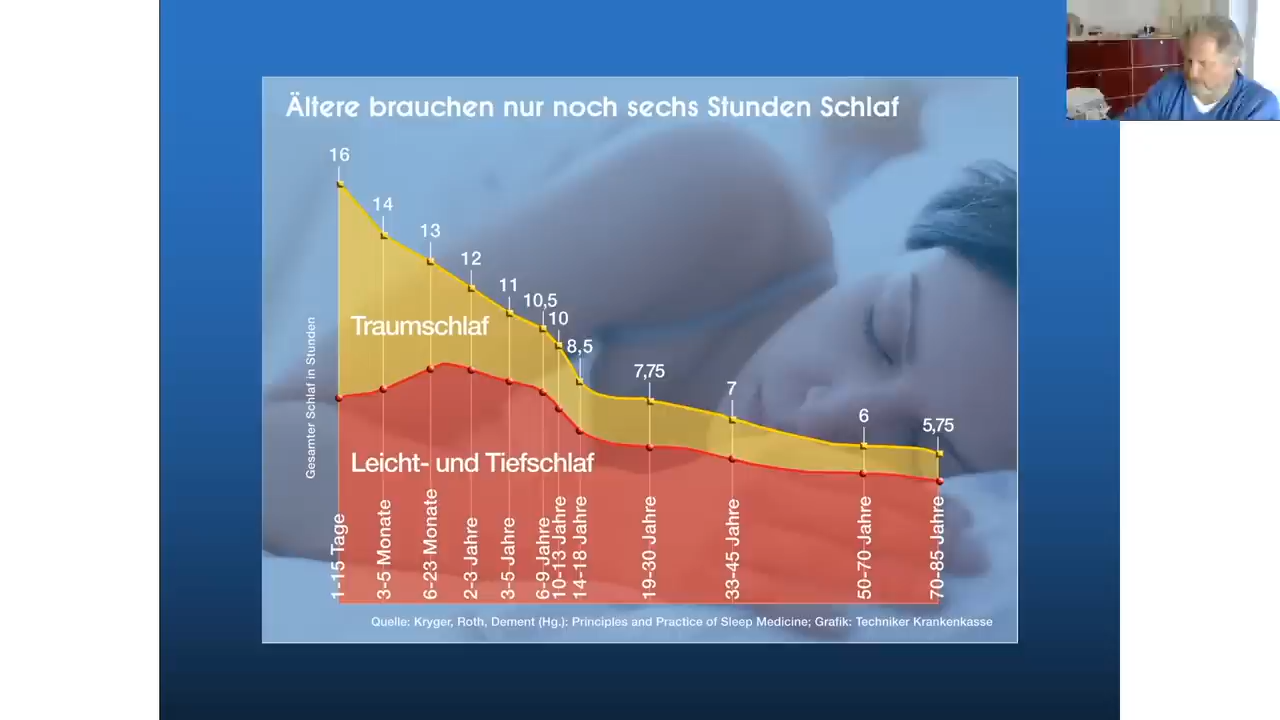 Ältere brauchen nur noch sechs Stunden Schlaf
16
14
13
12
11
10,5
10
8,5
7,75
7
6
5,75
Traumschlaf
Leicht- und Tiefschlaf
Gesamter Schlaf in Stunden
1-15 Tage
3-5 Monate
6-23 Monate
2-3 Jahre
3-5 Jahre
6-9 Jahre
10-13 Jahre
14-18 Jahre
19-30 Jahre
33-45 Jahre
50-70 Jahre
70-85 Jahre
Quelle: Kryger, Roth, Dement (Hg.): Principles and Practice of Sleep Medicine; Grafik: Techniker Krankenkasse